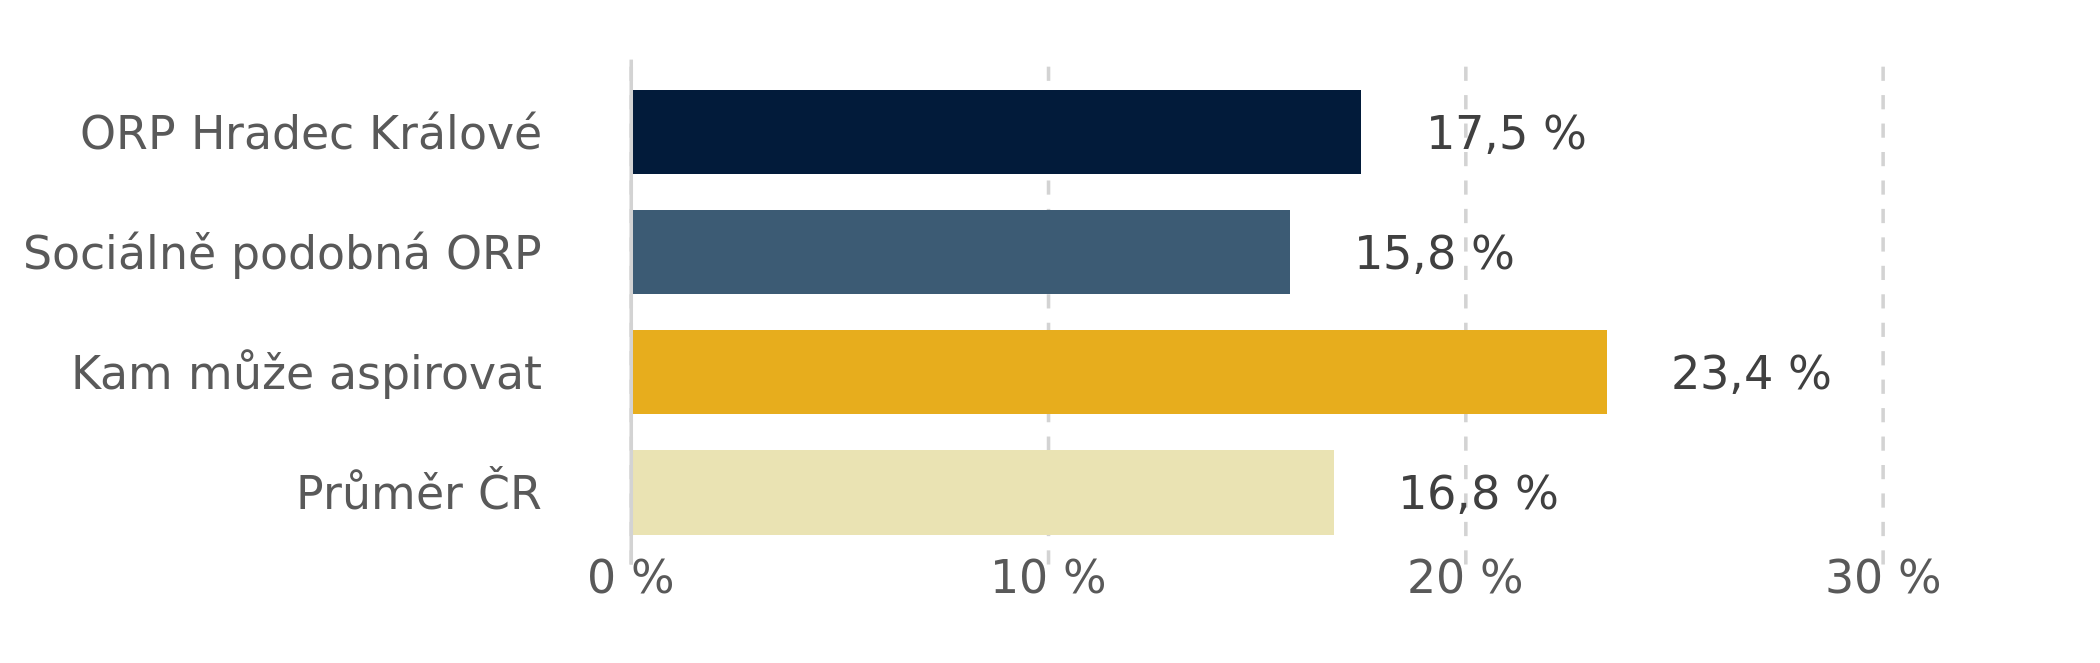 ORP Hradec Králové 17,5 %
Sociálně podobná ORP 15,8 %
Kam může aspirovat 23,4 %
Průměr ČR 16,8 %
0 % 10 % 20 % 30 %